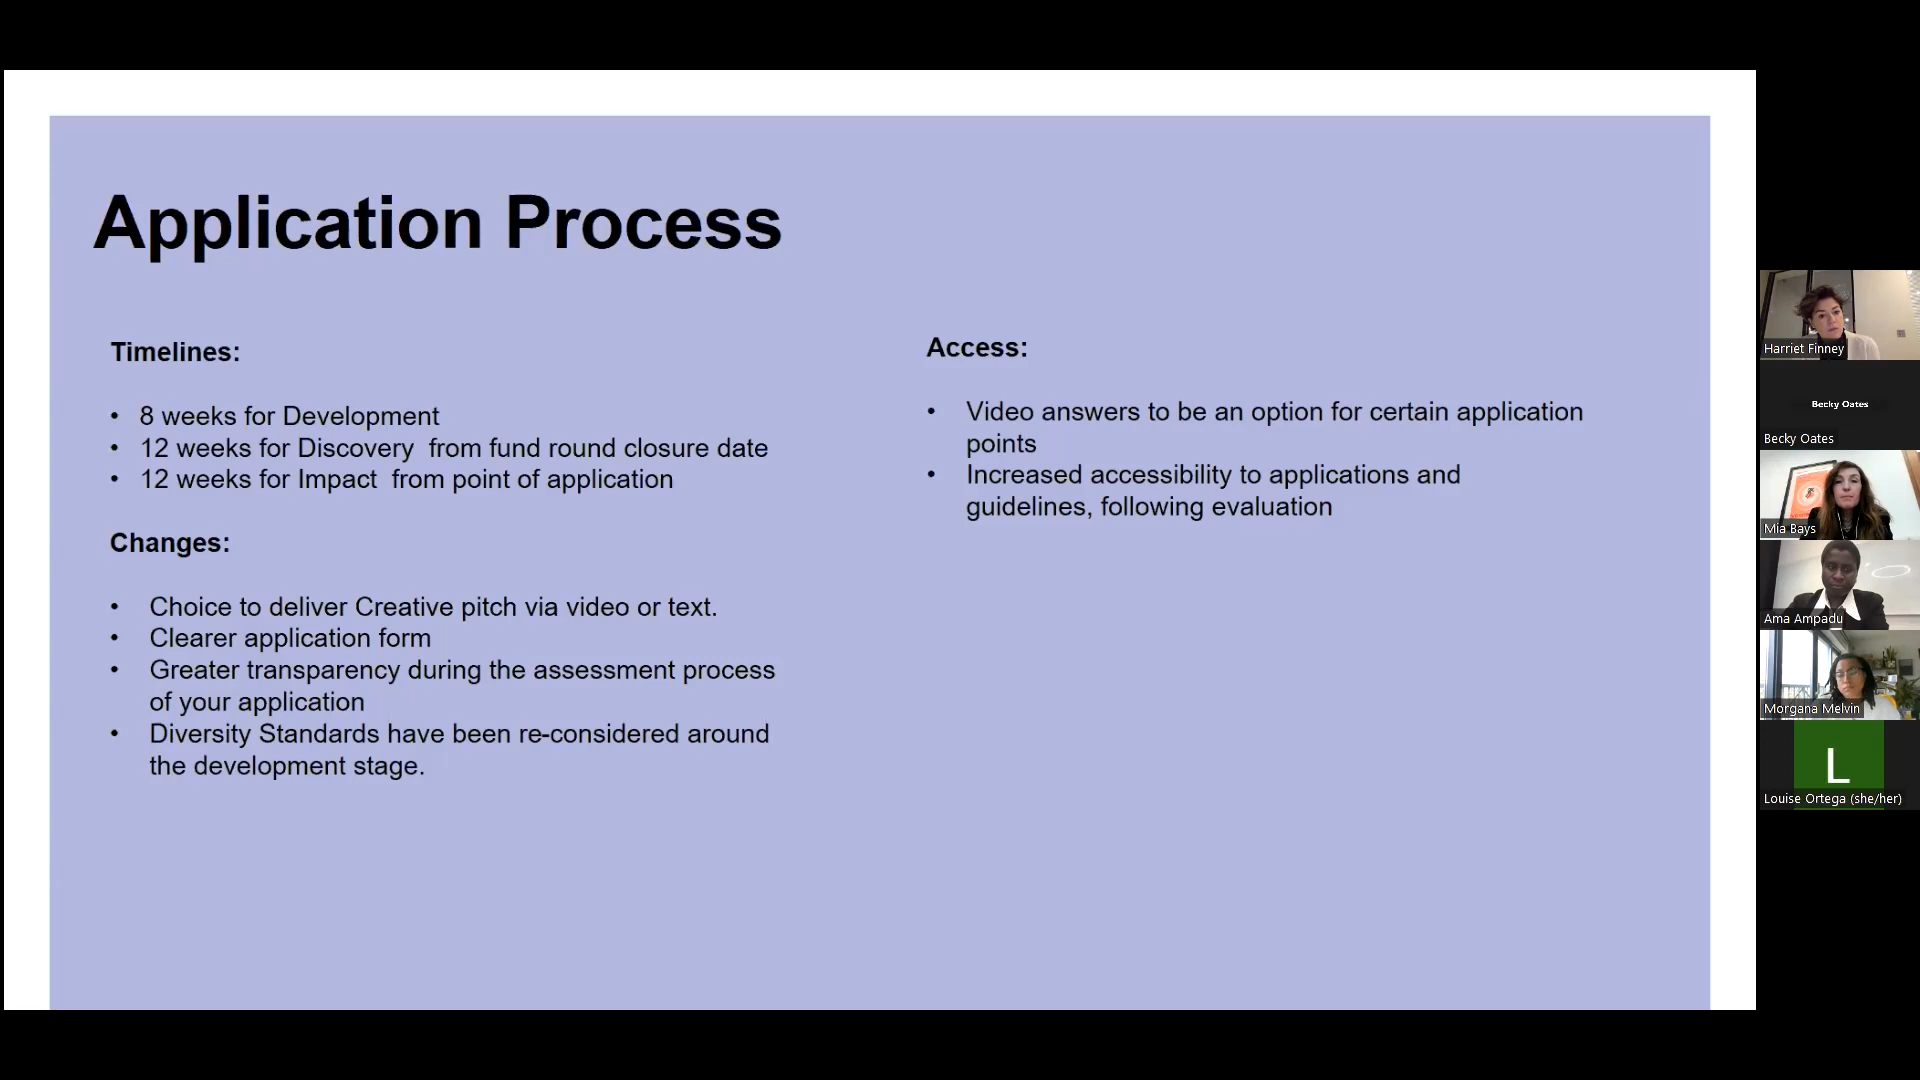 Application Process
Timelines:
• 8 weeks for Development
• 12 weeks for Discovery  from fund round closure date
• 12 weeks for Impact  from point of application
Changes:
• Choice to deliver Creative pitch via video or text.
• Clearer application form
• Greater transparency during the assessment process
of your application
• Diversity Standards have been re-considered around
the development stage.
Access:
• Video answers to be an option for certain application
points
• Increased accessibility to applications and
guidelines, following evaluation
Harriet Finney
Becky Oates
Becky Oates
Mia Bays
Ama Ampadu
Morgana Melvin
L
Louise Ortega (she/her)